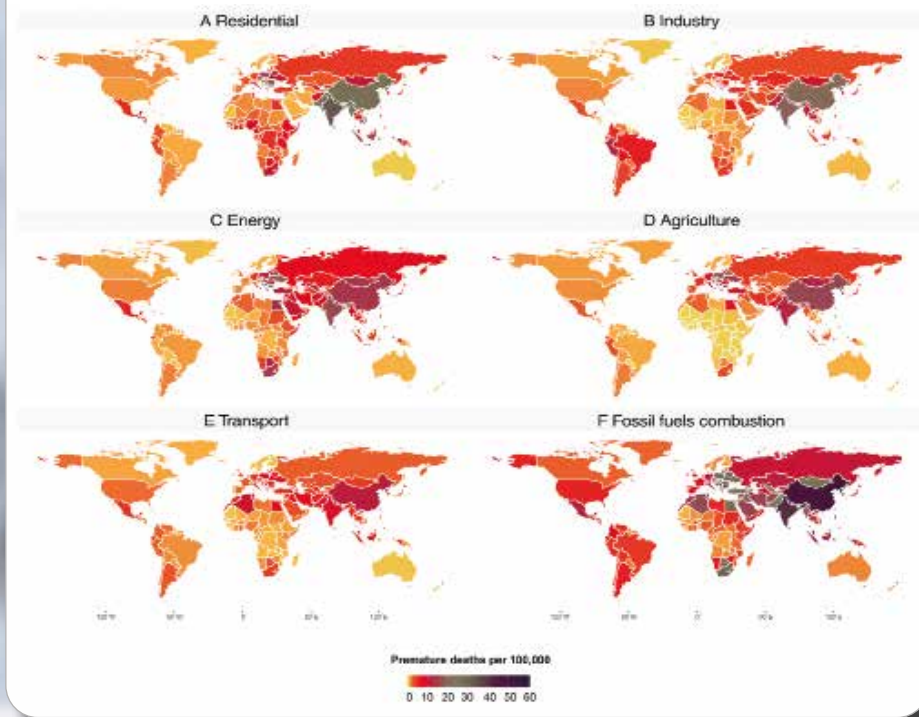 A Residential
B Industry
C Energy
D Agriculture
E Transport
F Fossil fuels combustion
Premature deaths per 100,000
0 10 20 30 40 50 60